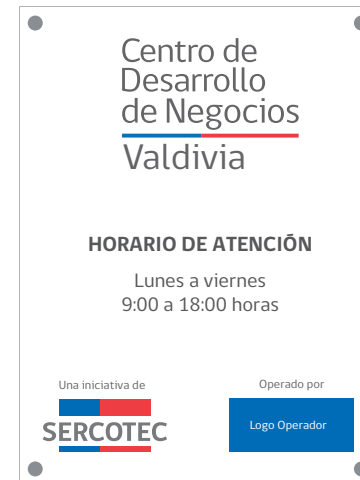 Centro de
Desarrollo
de Negocios
Valdivia
HORARIO DE ATENCIÓN
Lunes a viernes
9:00 a 18:00 horas
Una iniciativa de
SERCOTEC
Operado por
Logo Operador